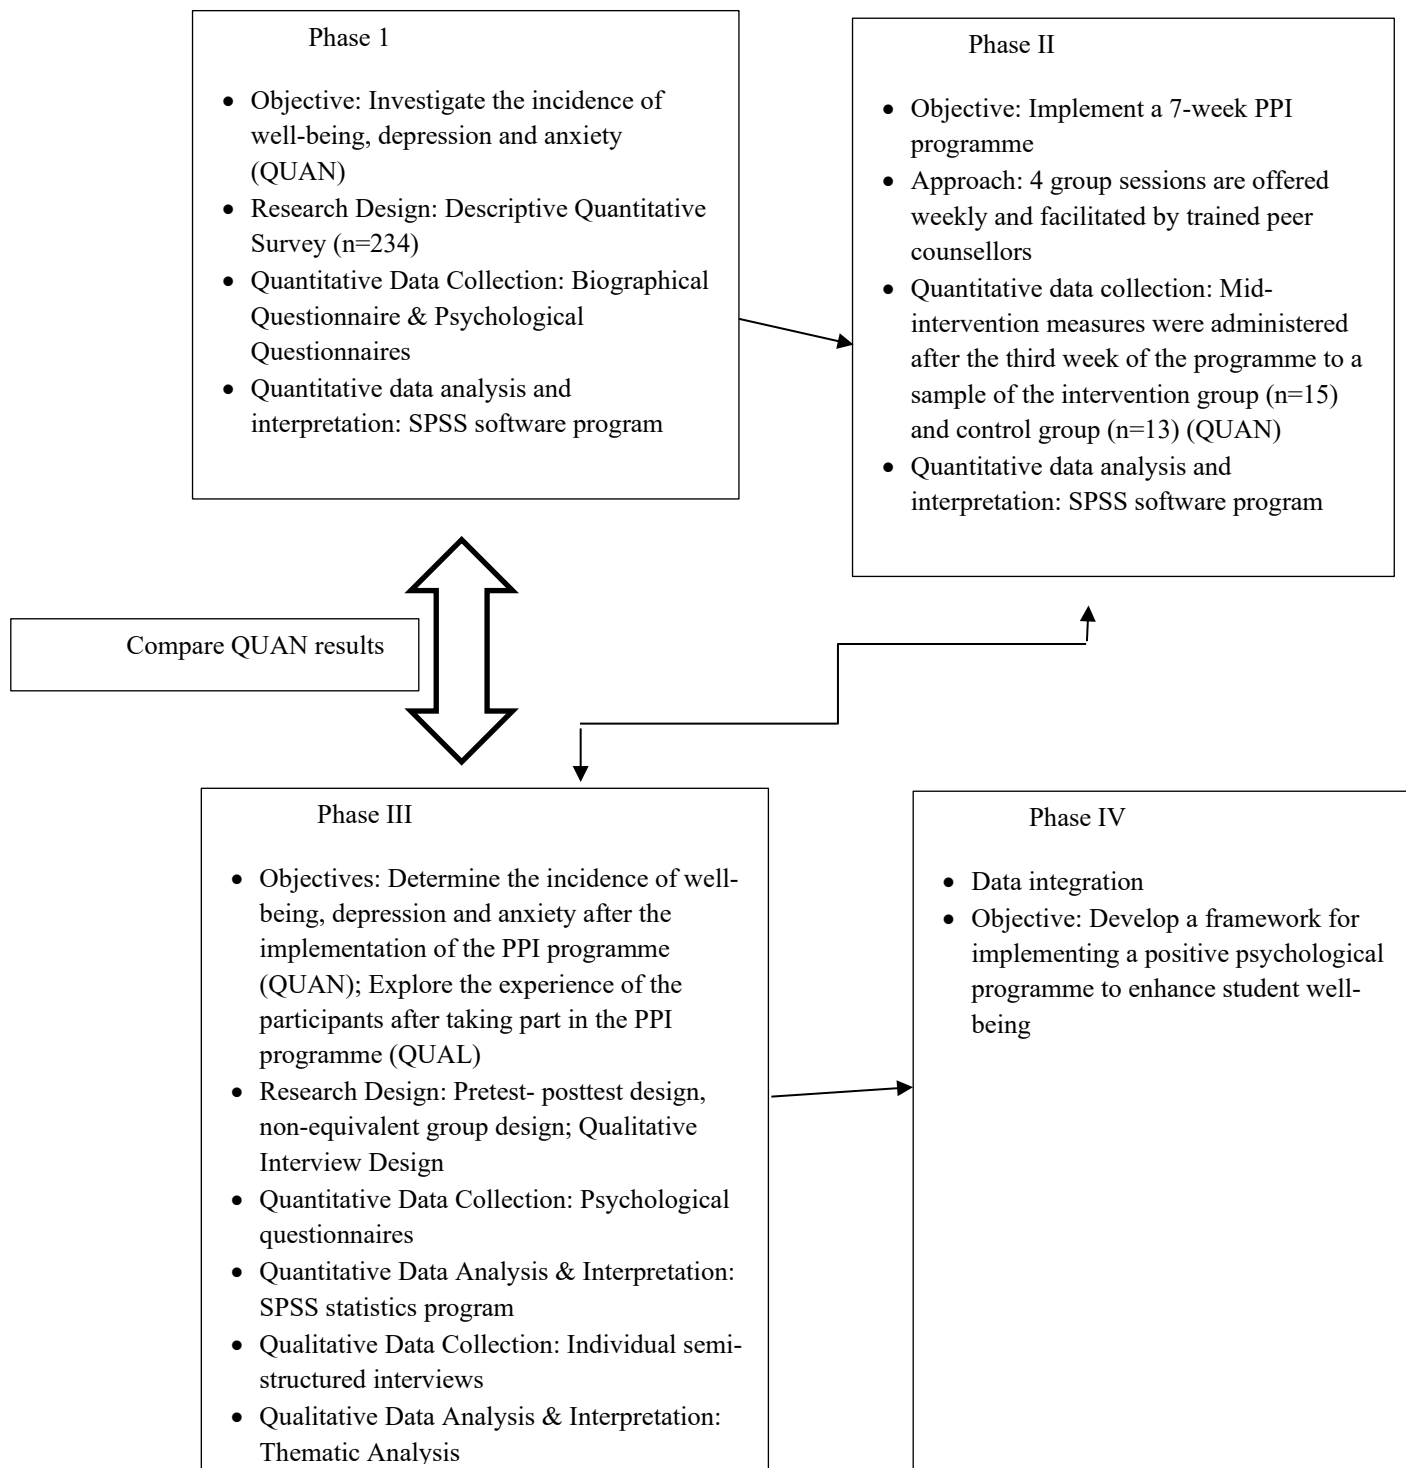 Phase 1
• Objective: Investigate the incidence of
well-being, depression and anxiety
(QUAN)
• Research Design: Descriptive Quantitative
Survey (n=234)
• Quantitative Data Collection: Biographical
Questionnaire & Psychological
Questionnaires
• Quantitative data analysis and
interpretation: SPSS software program
Phase II
• Objective: Implement a 7-week PPI
programme
• Approach: 4 group sessions are offered
weekly and facilitated by trained peer
counsellors
• Quantitative data collection: Mid-
intervention measures were administered
after the third week of the programme to a
sample of the intervention group (n=15)
and control group (n=13) (QUAN)
• Quantitative data analysis and
interpretation: SPSS software program
Compare QUAN results
Phase III
• Objectives: Determine the incidence of well-
being, depression and anxiety after the
implementation of the PPI programme
(QUAN); Explore the experience of the
participants after taking part in the PPI
programme (QUAL)
• Research Design: Pretest- posttest design,
non-equivalent group design; Qualitative
Interview Design
• Quantitative Data Collection: Psychological
questionnaires
• Quantitative Data Analysis & Interpretation:
SPSS statistics program
• Qualitative Data Collection: Individual semi-
structured interviews
• Qualitative Data Analysis & Interpretation:
Thematic Analysis
Phase IV
• Data integration
• Objective: Develop a framework for
implementing a positive psychological
programme to enhance student well-
being